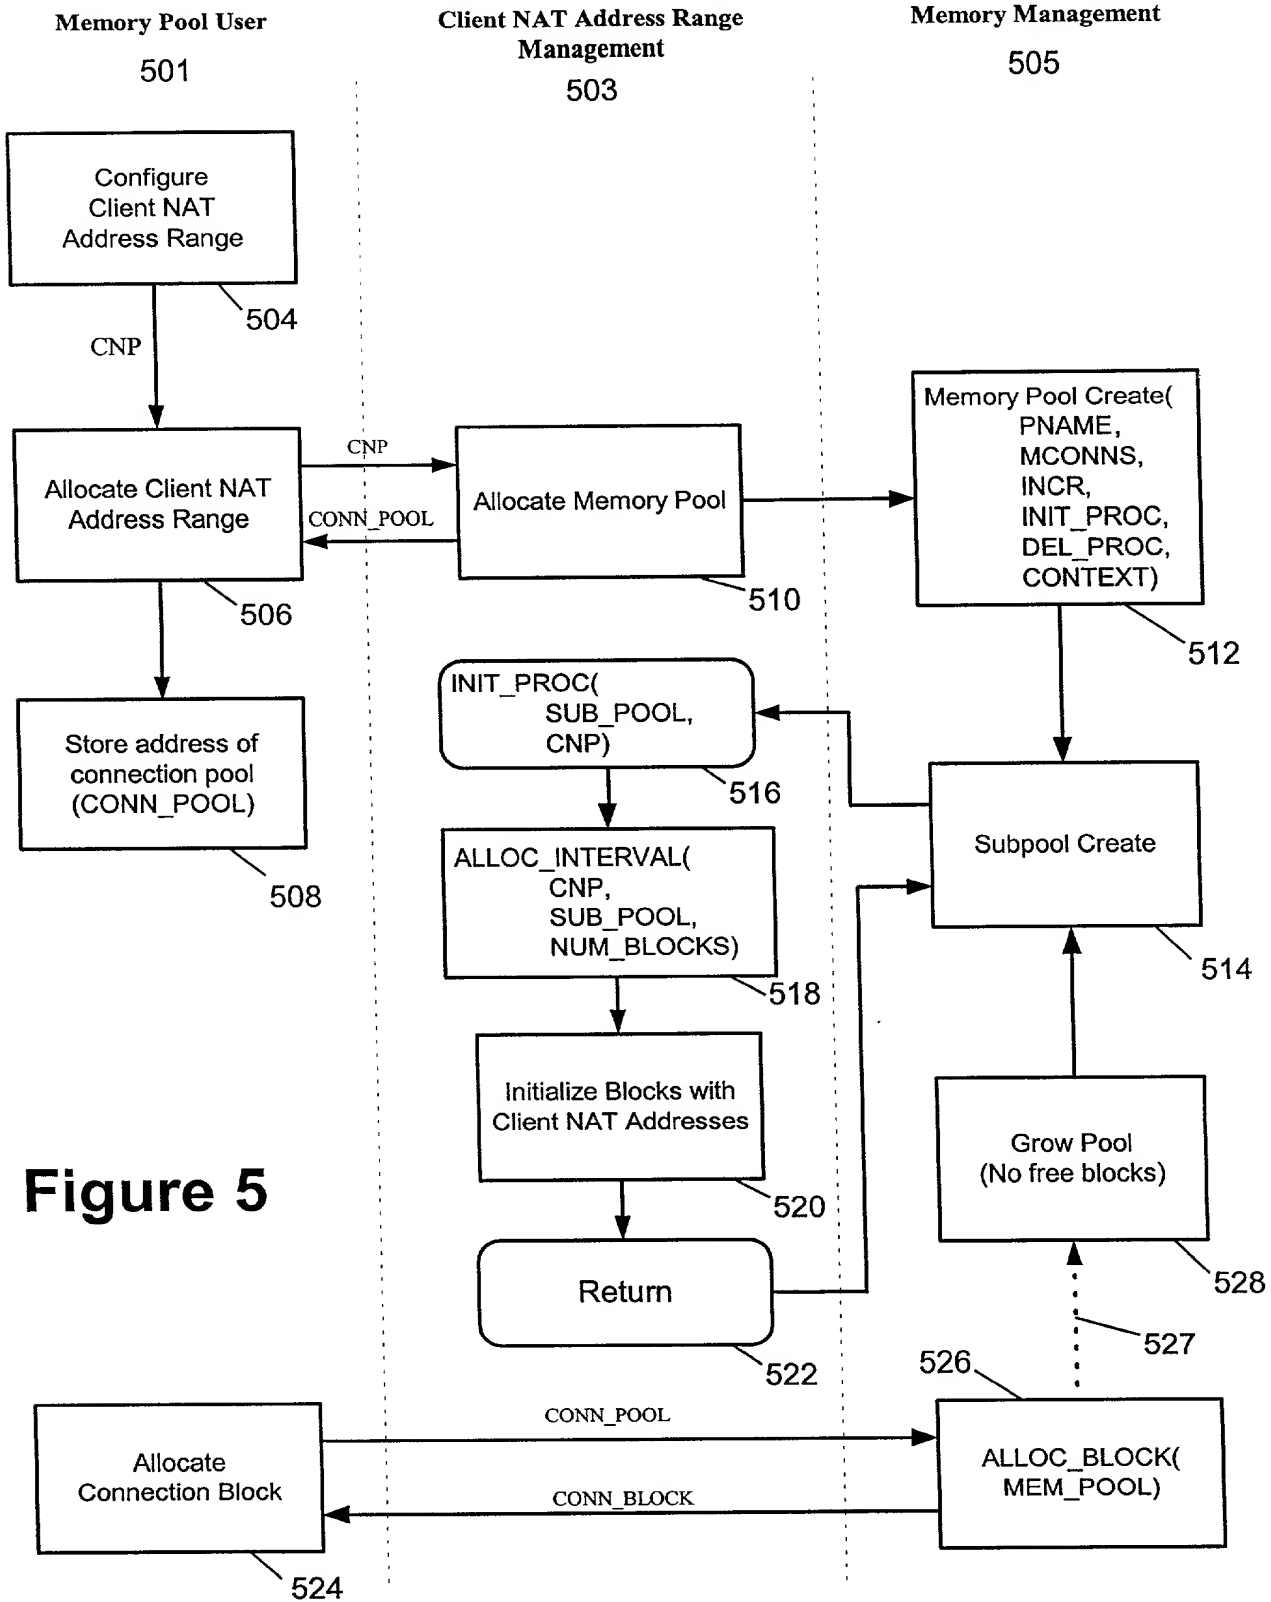 Memory Pool User
501
Client NAT Address Range
Management
503
Memory Management
505
Configure
Client NAT
Address Range
504
CNP
Allocate Client NAT
Address Range
506
CNP
CONN_POOL
Allocate Memory Pool
510
Memory Pool Create(
PNAME,
MCONNS,
INCR,
INIT_PROC,
DEL_PROC,
CONTEXT)
512
Store address of
connection pool
(CONN_POOL)
508
INIT_PROC(
SUB_POOL,
CNP)
516
ALLOC_INTERVAL(
CNP,
SUB_POOL,
NUM_BLOCKS)
518
Subpool Create
514
Initialize Blocks with
Client NAT Addresses
520
Grow Pool
(No free blocks)
528
Figure 5
Return
522
527
526
Allocate
Connection Block
524
CONN_POOL
CONN_BLOCK
ALLOC_BLOCK(
MEM_POOL)